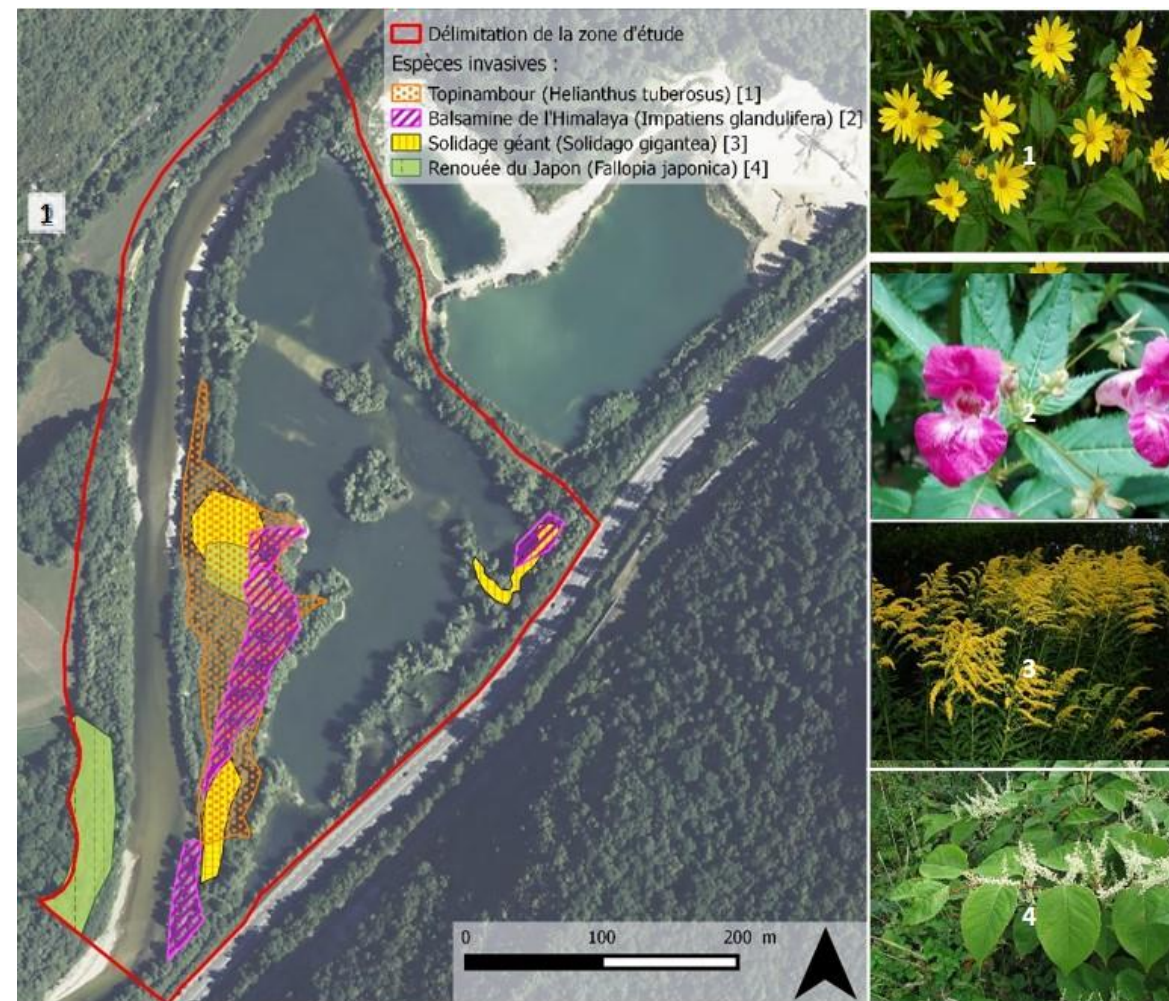 Délimitation de la zone d'étude
Espèces invasives :
Topinambour (Helianthus tuberosus) [1]
Balsamine de l'Himalaya (Impatiens glandulifera) [2]
Solidage géant (Solidago gigantea) [3]
Renouée du Japon (Fallopia japonica) [4]
1
1
2
3
4
0 100 200 m